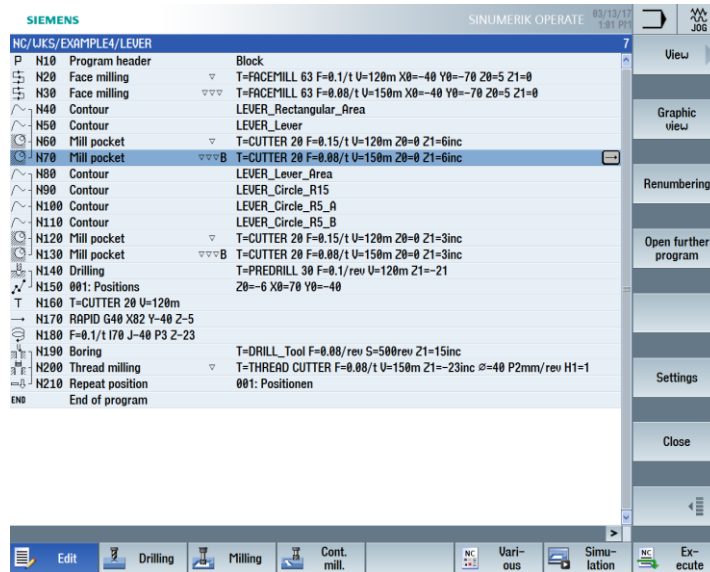 SIEMENS
SINUMERIK OPERATE
03/13/17
1:01 PM
JOG
NC/WKS/EXAMPLE4/LEVER 7
P N10 Program header Block
N20 Face milling ▽ T=FACEMILL 63 F=0.1/t V=120m X0=-40 Y0=-70 Z0=5 Z1=0
N30 Face milling ▽▽▽ T=FACEMILL 63 F=0.08/t V=150m X0=-40 Y0=-70 Z0=5 Z1=0
N40 Contour LEVER_Rectangular_Area
N50 Contour LEVER_Lever
N60 Mill pocket ▽ T=CUTTER 20 F=0.15/t V=120m Z0=0 Z1=6inc
N70 Mill pocket ▽▽▽B T=CUTTER 20 F=0.08/t V=150m Z0=0 Z1=6inc
N80 Contour LEVER_Lever_Area
N90 Contour LEVER_Circle_R15
N100 Contour LEVER_Circle_R5_A
N110 Contour LEVER_Circle_R5_B
N120 Mill pocket ▽ T=CUTTER 20 F=0.15/t V=120m Z0=0 Z1=3inc
N130 Mill pocket ▽▽▽B T=CUTTER 20 F=0.08/t V=150m Z0=0 Z1=3inc
N140 Drilling T=PREDRILL 30 F=0.1/rev V=120m Z1=-21
N150 001: Positions Z0=-6 X0=70 Y0=-40
T N160 T=CUTTER 20 V=120m
N170 RAPID G40 X82 Y-40 Z-5
N180 F=0.1/t I70 J-40 P3 Z-23
N190 Boring T=DRILL_Tool F=0.08/rev S=500rev Z1=15inc
N200 Thread milling ▽ T=THREAD CUTTER F=0.08/t V=150m Z1=-23inc ∅=40 P2mm/rev H1=1
N210 Repeat position 001: Positionen
END End of program
View
Graphic
view
Renumbering
Open further
program
Settings
Close
Edit
Drilling
Milling
Cont.
mill.
NC
Vari-
ous
Simu-
lation
NC
Ex-
ecute